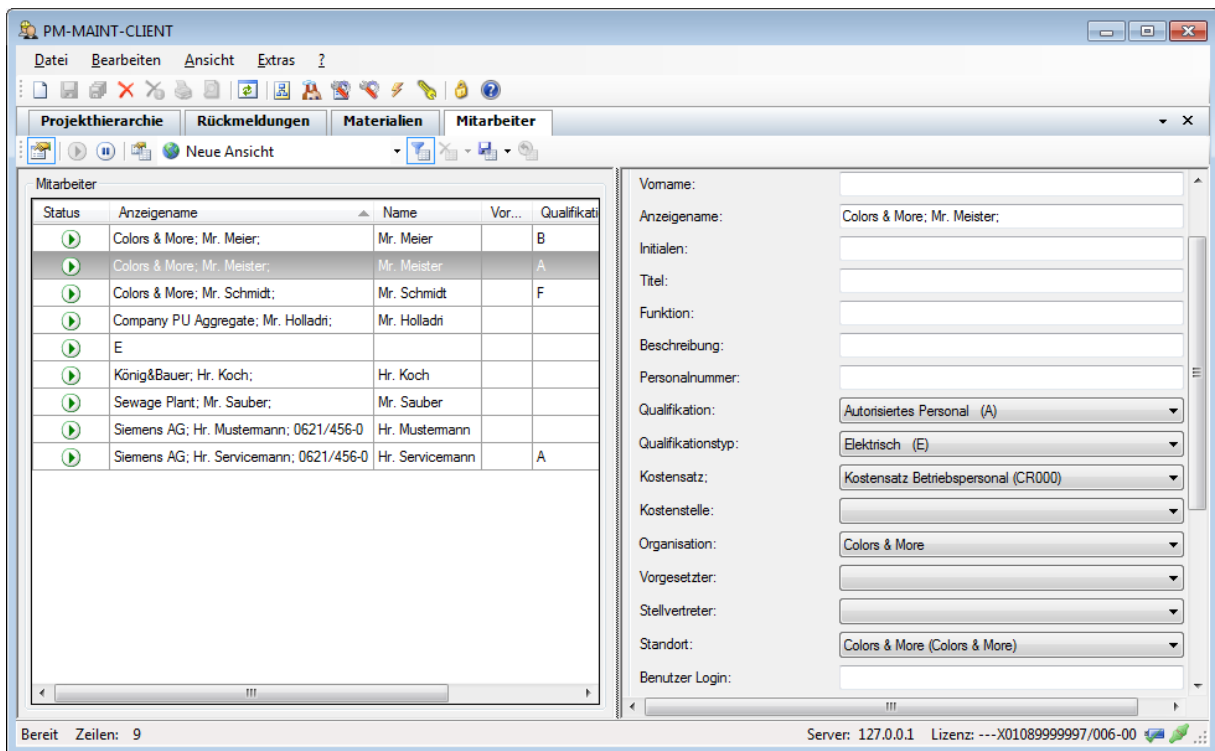 PM-MAINT-CLIENT
Datei Bearbeiten Ansicht Extras ?
Projekthierarchie Rückmeldungen Materialien Mitarbeiter
Neue Ansicht
Mitarbeiter
Status Anzeigename Name Vor... Qualifikati
Colors & More; Mr. Meier; Mr. Meier B
Colors & More; Mr. Meister; Mr. Meister A
Colors & More; Mr. Schmidt; Mr. Schmidt F
Company PU Aggregate; Mr. Holladri; Mr. Holladri
E
König&Bauer; Hr. Koch; Hr. Koch
Sewage Plant; Mr. Sauber; Mr. Sauber
Siemens AG; Hr. Mustermann; 0621/456-0 Hr. Mustermann
Siemens AG; Hr. Servicemann; 0621/456-0 Hr. Servicemann A
Vorname:
Anzeigename: Colors & More; Mr. Meister;
Initialen:
Titel:
Funktion:
Beschreibung:
Personalnummer:
Qualifikation: Autorisiertes Personal (A)
Qualifikationstyp: Elektrisch (E)
Kostensatz: Kostensatz Betriebspersonal (CR000)
Kostenstelle:
Organisation: Colors & More
Vorgesetzter:
Stellvertreter:
Standort: Colors & More (Colors & More)
Benutzer Login:
Bereit Zeilen: 9 Server: 127.0.0.1 Lizenz: ---X01089999997/006-00